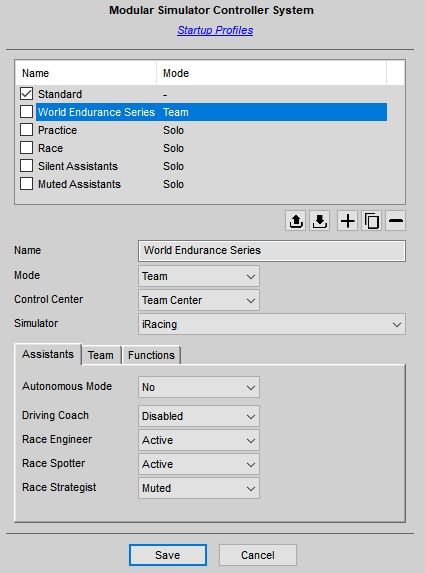 Modular Simulator Controller System
Startup Profiles
Name Mode
Standard -
World Endurance Series Team
Practice Solo
Race Solo
Silent Assistants Solo
Muted Assistants Solo
Name World Endurance Series
Mode Team
Control Center Team Center
Simulator iRacing
Assistants Team Functions
Autonomous Mode No
Driving Coach Disabled
Race Engineer Active
Race Spotter Active
Race Strategist Muted
Save Cancel